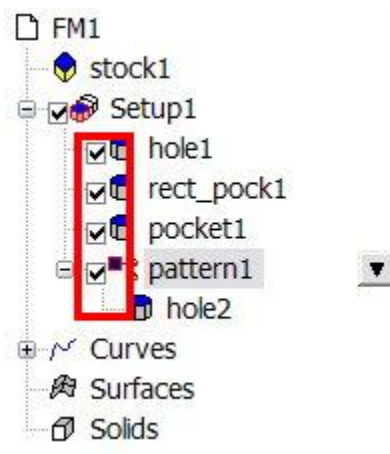 FM1
stock1
Setup1
hole1
rect_pock1
pocket1
pattern1
hole2
Curves
Surfaces
Solids